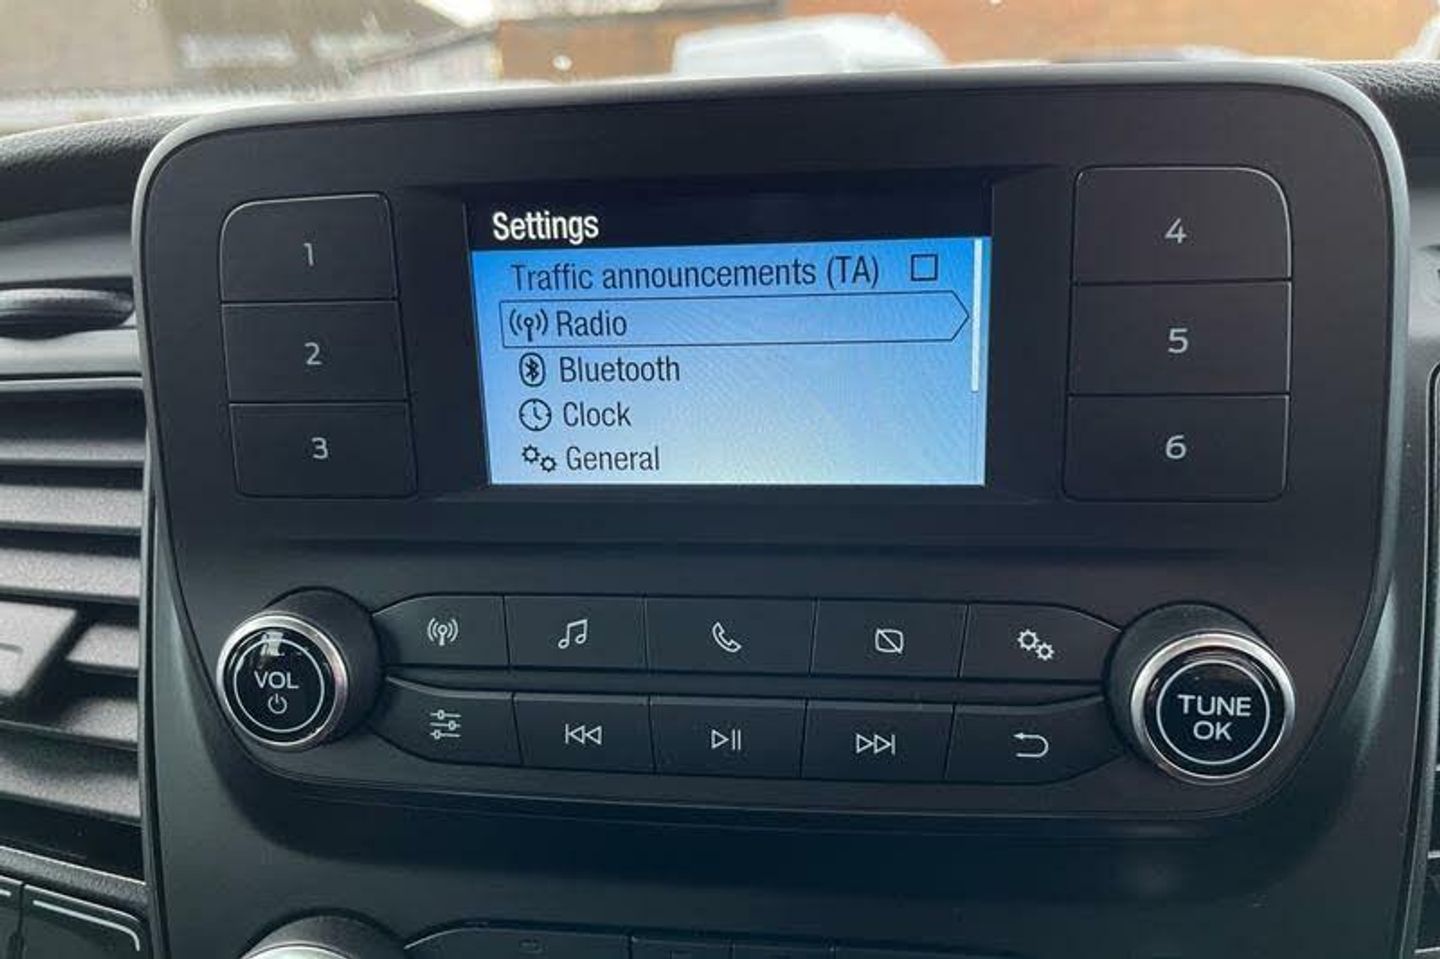 Settings
Traffic announcements (TA)
Radio
Bluetooth
Clock
General
1
2
3
4
5
6
VOL
TUNE
OK